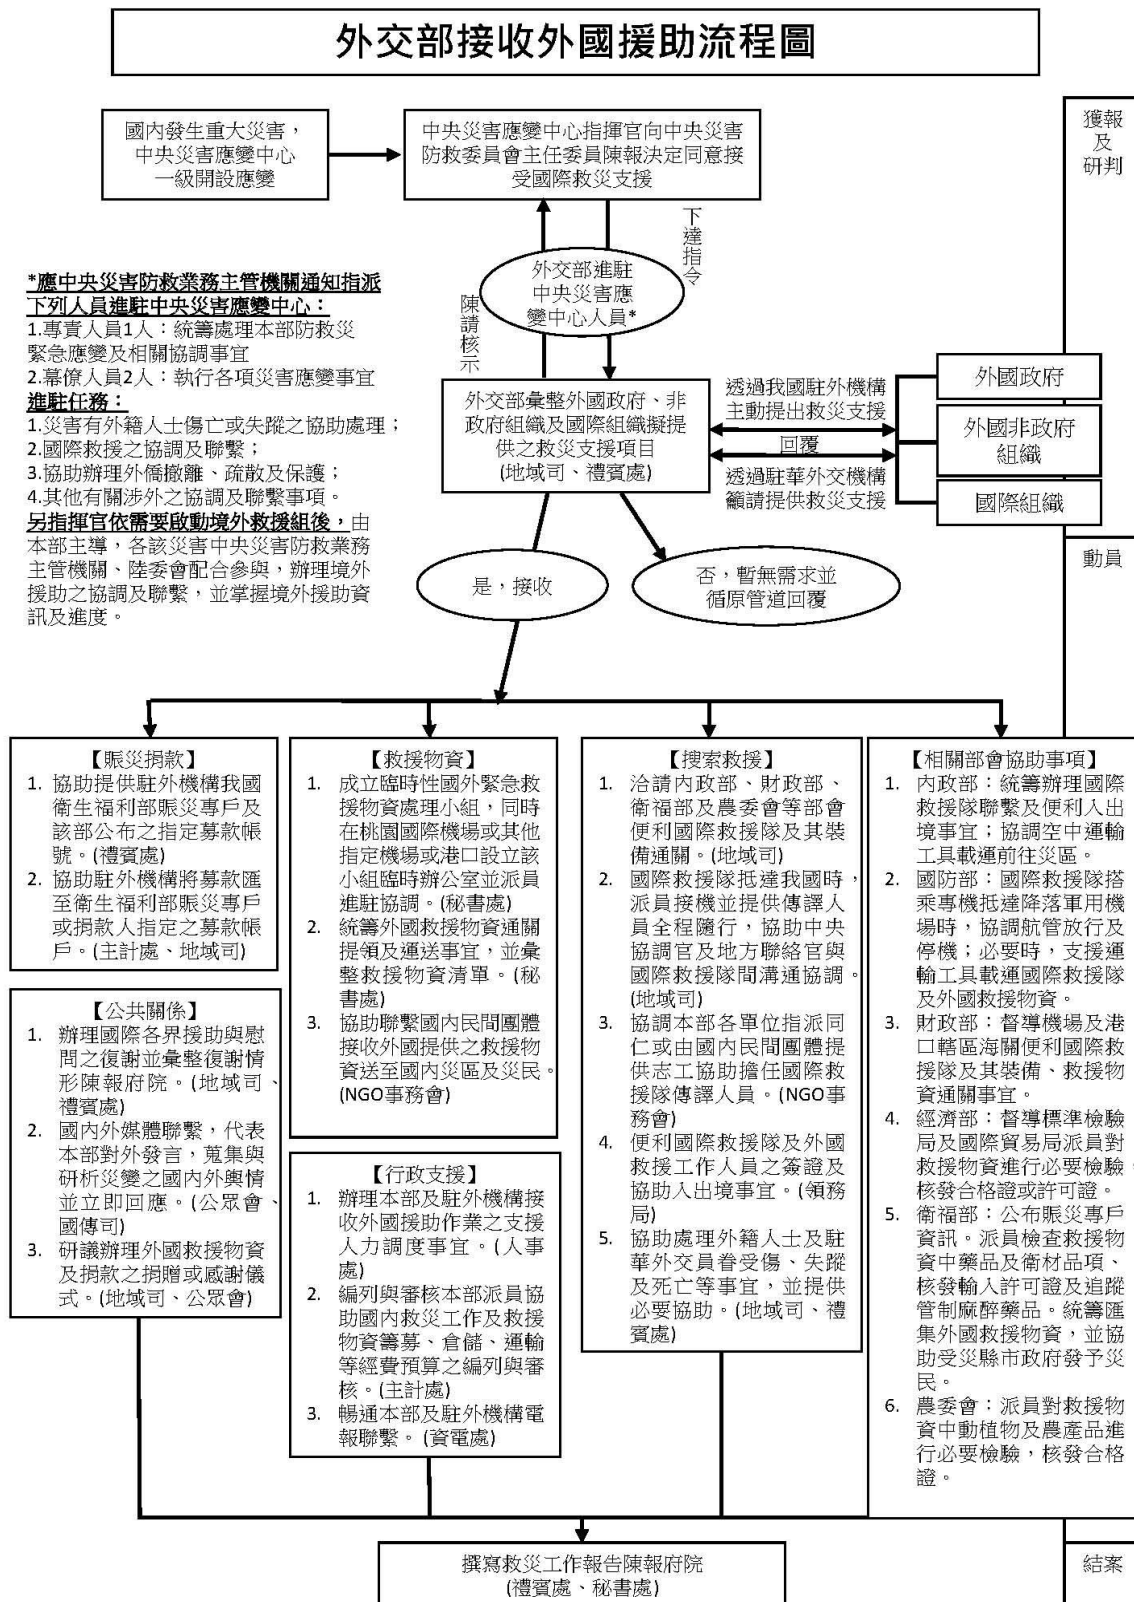 外交部接收外國援助流程圖
國內發生重大災害，
中央災害應變中心
一級開設應變
中央災害應變中心指揮官向中央災害
防救委員會主任委員陳報決定同意接
受國際救災支援
獲報
及
研判
下達指令
外交部進駐
中央災害應
變中心人員*
陳請核示
*應中央災害防救業務主管機關通知指派
下列人員進駐中央災害應變中心：
1.專責人員1人：統籌處理本部防救災
緊急應變及相關協調事宜
2.幕僚人員2人：執行各項災害應變事宜
進駐任務：
1.災害有外籍人士傷亡或失蹤之協助處理；
2.國際救援之協調及聯繫；
3.協助辦理外僑撤離、疏散及保護；
4.其他有關涉外之協調及聯繫事項。
另指揮官依需要啟動境外救援組後，由
本部主導，各該災害中央災害防救業務
主管機關、陸委會配合參與，辦理境外
援助之協調及聯繫，並掌握境外援助資
訊及進度。
外交部彙整外國政府、非
政府組織及國際組織擬提
供之救災支援項目
(地域司、禮賓處)
透過我國駐外機構
主動提出救災支援
回覆
透過駐華外交機構
籲請提供救災支援
外國政府
外國非政府
組織
國際組織
動員
是，接收
否，暫無需求並
循原管道回覆
【賑災捐款】
1. 協助提供駐外機構我國
衛生福利部賑災專戶及
該部公布之指定募款帳
號。(禮賓處)
2. 協助駐外機構將募款匯
至衛生福利部賑災專戶
或捐款人指定之募款帳
戶。(主計處、地域司)
【公共關係】
1. 辦理國際各界援助與慰
問之復謝並彙整復謝情
形陳報府院。(地域司、
禮賓處)
2. 國內外媒體聯繫，代表
本部對外發言，蒐集與
研析災變之國內外輿情
並立即回應。(公眾會、
國傳司)
3. 研議辦理外國救援物資
及捐款之捐贈或感謝儀
式。(地域司、公眾會)
【救援物資】
1. 成立臨時性國外緊急救
援物資處理小組，同時
在桃園國際機場或其他
指定機場或港口設立該
小組臨時辦公室並派員
進駐協調。(秘書處)
2. 統籌外國救援物資通關
提領及運送事宜，並彙
整救援物資清單。(秘
書處)
3. 協助聯繫國內民間團體
接收外國提供之救援物
資送至國內災區及災民。
(NGO事務會)
【行政支援】
1. 辦理本部及駐外機構接
收外國援助作業之支援
人力調度事宜。(人事
處)
2. 編列與審核本部派員協
助國內救災工作及救援
物資籌募、倉儲、運輸
等經費預算之編列與審
核。(主計處)
3. 暢通本部及駐外機構電
報聯繫。(資電處)
【搜索救援】
1. 洽請內政部、財政部、
衛福部及農委會等部會
便利國際救援隊及其裝
備通關。(地域司)
2. 國際救援隊抵達我國時，
派員接機並提供傳譯人
員全程隨行，協助中央
協調官及地方聯絡官與
國際救援隊間溝通協調。
(地域司)
3. 協調本部各單位指派同
仁或由國內民間團體提
供志工協助擔任國際救
援隊傳譯人員。(NGO事
務會)
4. 便利國際救援隊及外國
救援工作人員之簽證及
協助入出境事宜。(領務
局)
5. 協助處理外籍人士及駐
華外交員眷受傷、失蹤
及死亡等事宜，並提供
必要協助。(地域司、禮
賓處)
【相關部會協助事項】
1. 內政部：統籌辦理國際
救援隊聯繫及便利入出
境事宜；協調空中運輸
工具載運前往災區。
2. 國防部：國際救援隊搭
乘專機抵達降落軍用機
場時，協調航管放行及
停機；必要時，支援運
輸工具載運國際救援隊
及外國救援物資。
3. 財政部：督導機場及港
口轄區海關便利國際救
援隊及其裝備、救援物
資通關事宜。
4. 經濟部：督導標準檢驗
局及國際貿易局派員對
救援物資進行必要檢驗，
核發合格證或許可證。
5. 衛福部：公布賑災專戶
資訊。派員檢查救援物
資中藥品及衛材品項、
核發輸入許可證及追蹤
管制麻醉藥品。統籌匯
集外國救援物資，並協
助受災縣市政府發予災
民。
6. 農委會：派員對救援物
資中動植物及農產品進
行必要檢驗，核發合格
證。
撰寫救災工作報告陳報府院
(禮賓處、秘書處)
結案